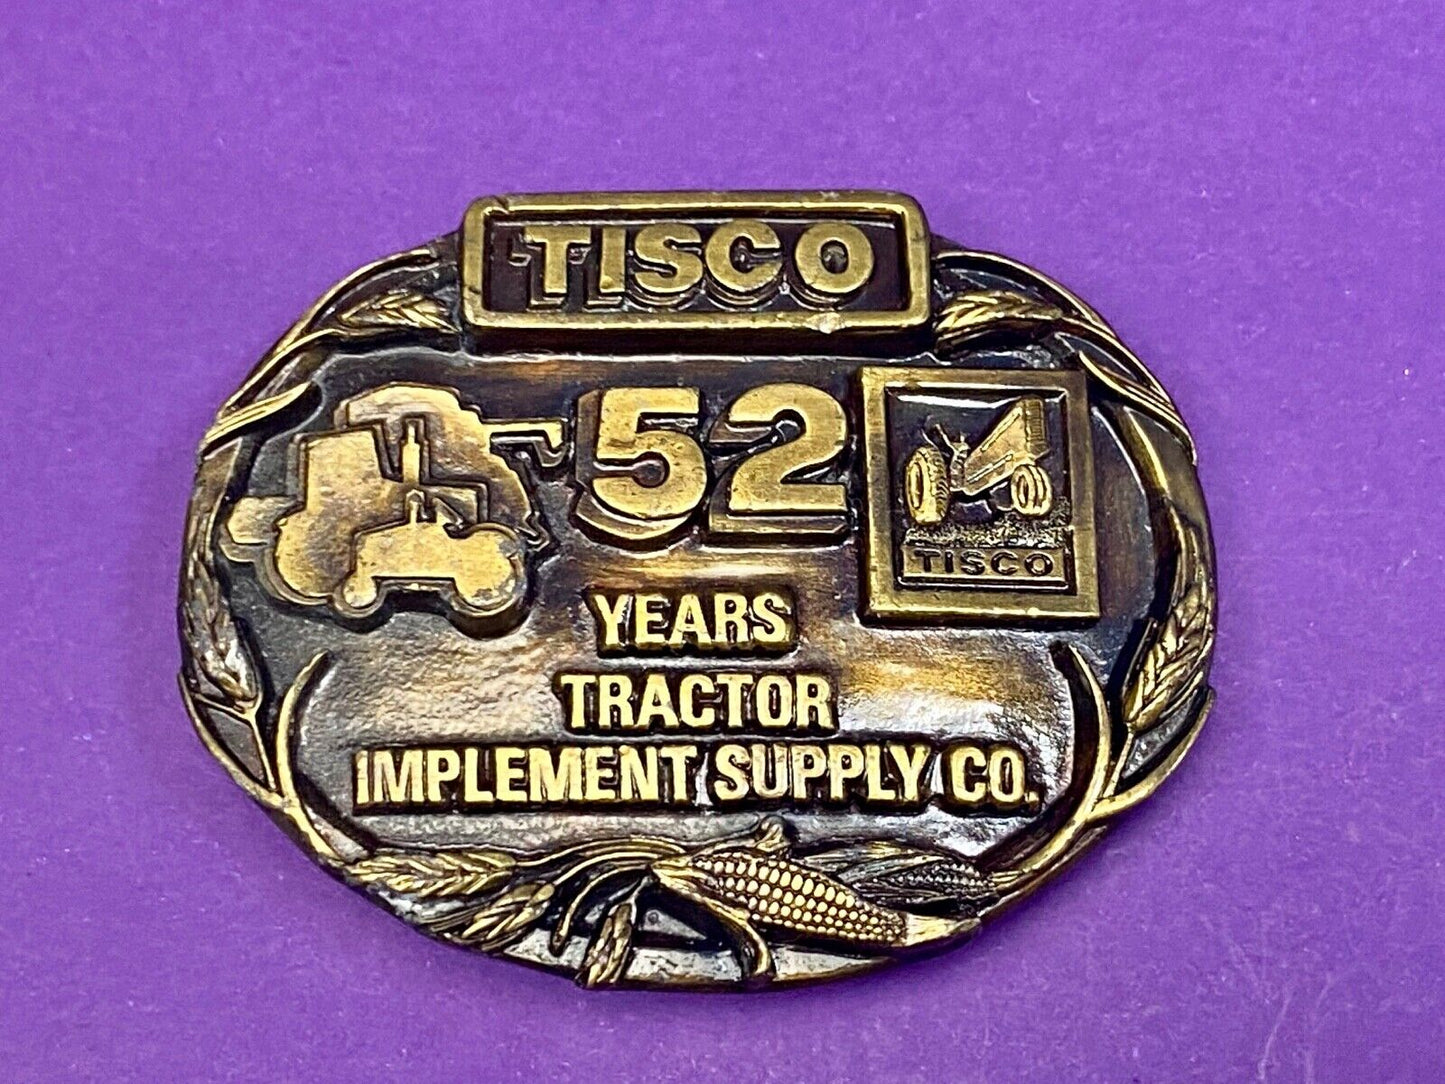 TISCO
52
TISCO
YEARS
TRACTOR
IMPLEMENT SUPPLY CO.